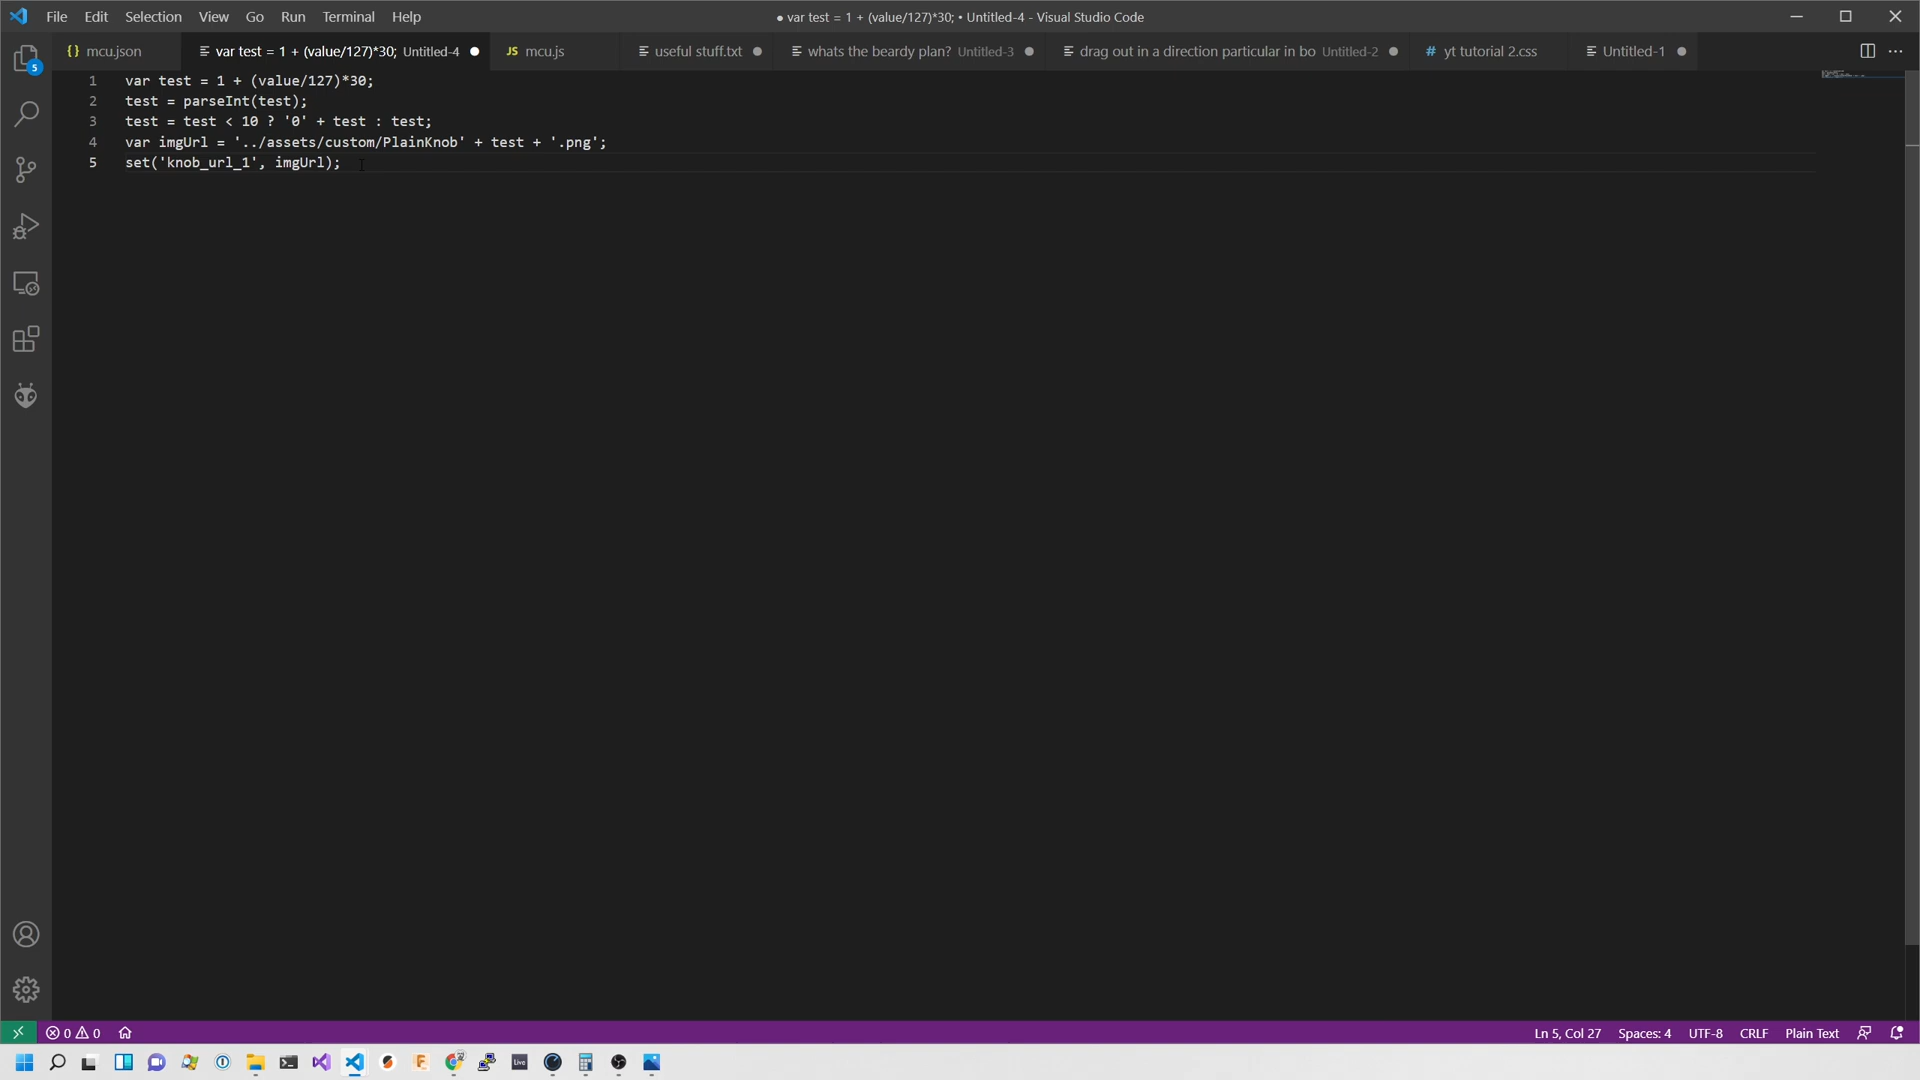 File Edit Selection View Go Run Terminal Help ● var test = 1 + (value/127)*30; • Untitled-4 - Visual Studio Code
{} mcu.json var test = 1 + (value/127)*30; Untitled-4 JS mcu.js useful stuff.txt whats the beardy plan? Untitled-3 drag out in a direction particular in bo Untitled-2 # yt tutorial 2.css Untitled-1
5
1 var test = 1 + (value/127)*30;
2 test = parseInt(test);
3 test = test < 10 ? '0' + test : test;
4 var imgUrl = '../assets/custom/PlainKnob' + test + '.png';
5 set('knob_url_1', imgUrl);
0 0 Ln 5, Col 27 Spaces: 4 UTF-8 CRLF Plain Text
Live